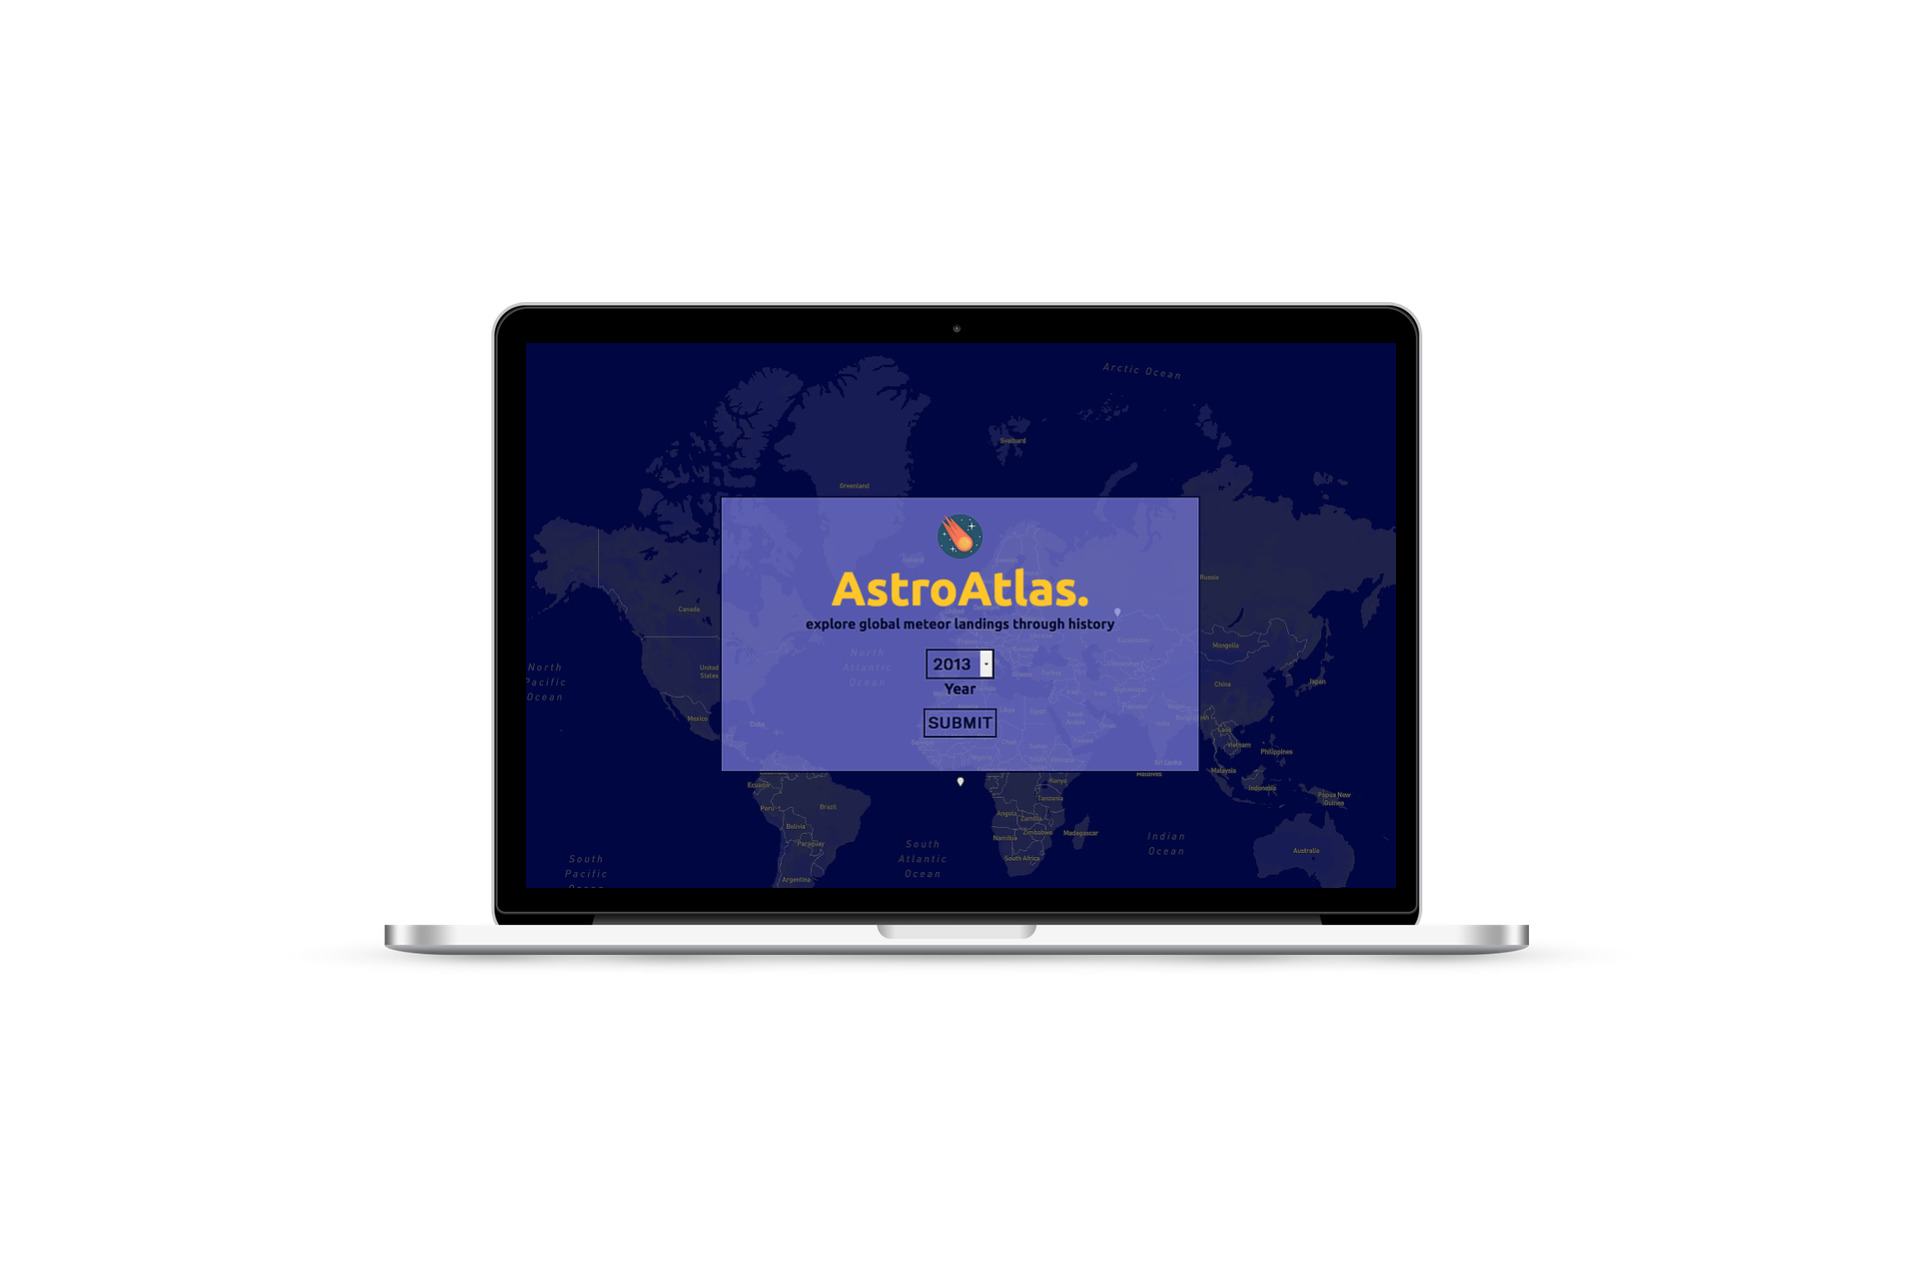 Arctic Ocean
Svalbard
Greenland
AstroAtlas.
explore global meteor landings through history
Russia
Canada
North
Pacific
Ocean
United
States
Mexico
North
Atlantic
Ocean
2013
Year
SUBMIT
Cuba
Mongolia
China
Japan
Laos
Vietnam
Philippines
Malaysia
Indonesia
Papua New
Guinea
Sri Lanka
Maldives
Ecuador
Peru
Brazil
Bolivia
Paraguay
Argentina
Kenya
Tanzania
Angola
Zambia
Namibia
Zimbabwe
Madagascar
South Africa
South
Atlantic
Ocean
Indian
Ocean
Australia
South
Pacific
Ocean